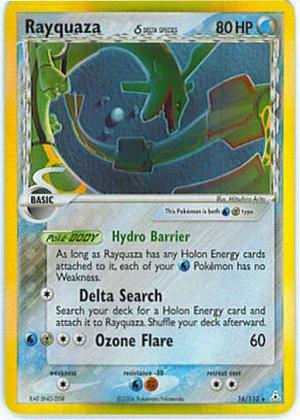 Rayquaza δ DELTA SPECIES 80 HP
Illus. Mitsuhiro Arita
BASIC
This Pokémon is both type.
Poké-BODY Hydro Barrier
As long as Rayquaza has any Holon Energy cards
attached to it, each of your Pokémon has no
Weakness.
Delta Search
Search your deck for a Holon Energy card and
attach it to Rayquaza. Shuffle your deck afterward.
Ozone Flare 60
weakness resistance -30 retreat cost
©2006 Pokémon/Nintendo 16/110